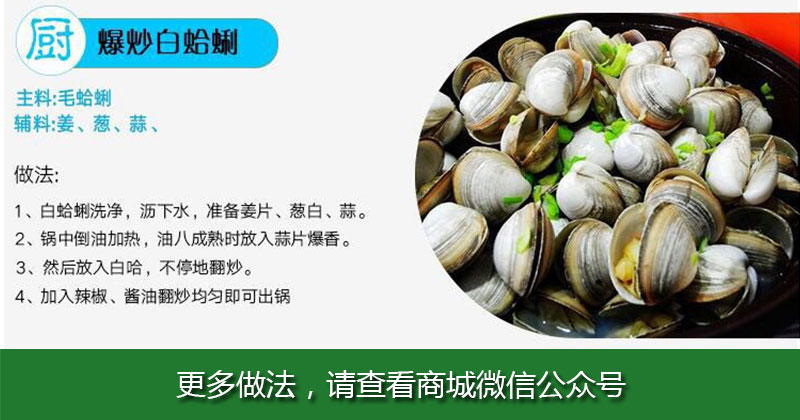 厨 爆炒白蛤蜊
主料:毛蛤蜊
辅料:姜、葱、蒜、
做法:
1、白蛤蜊洗净，沥下水，准备姜片、葱白、蒜。
2、锅中倒油加热，油八成熟时放入蒜片爆香。
3、然后放入白哈，不停地翻炒。
4、加入辣椒、酱油翻炒均匀即可出锅
更多做法，请查看商城微信公众号